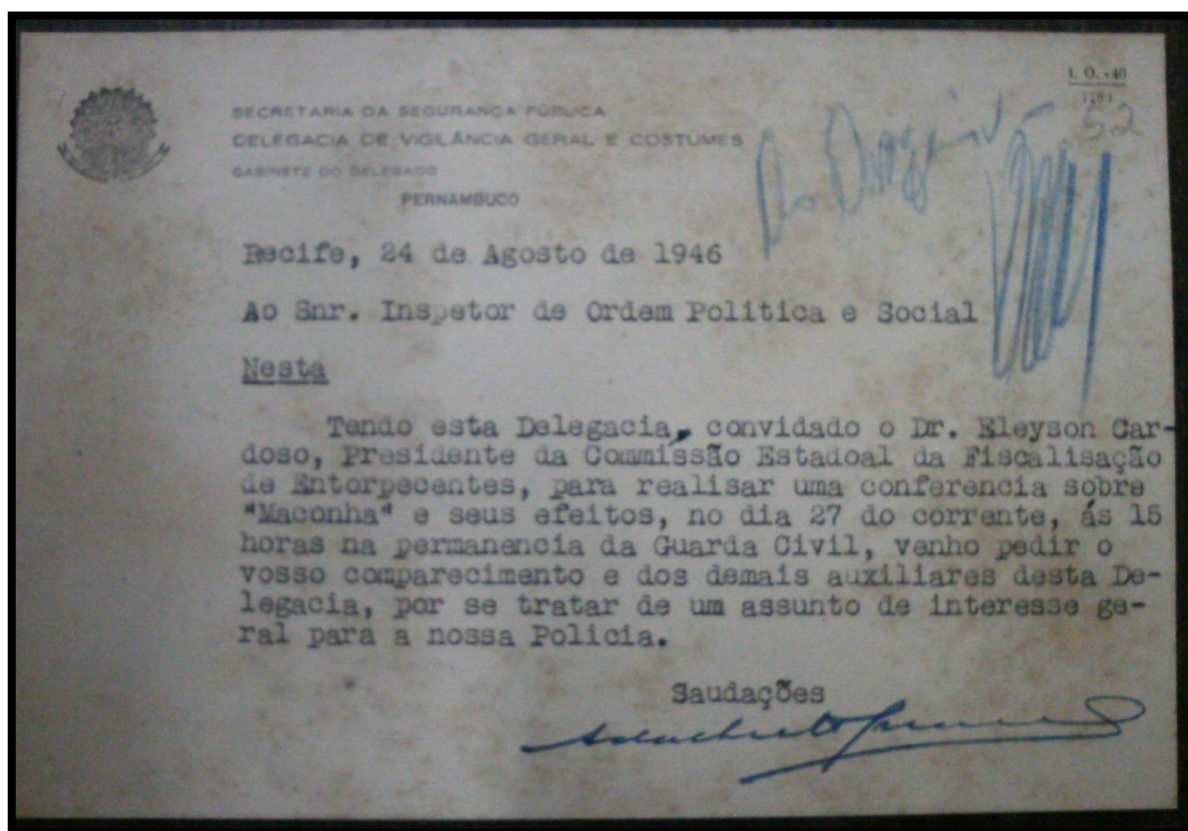 I. O. - 40
52
SECRETARIA DA SEGURANÇA PÚBLICA
DELEGACIA DE VIGILÂNCIA GERAL E COSTUMES
GABINETE DO DELEGADO
PERNAMBUCO
Recife, 24 de Agosto de 1946
Ao Snr. Inspetor de Ordem Politica e Social
Nesta
Tendo esta Delegacia, convidado o Dr. Eleyson Car-
doso, Presidente da Commissão Estadoal da Fiscalisação
de Entorpecentes, para realisar uma conferencia sobre
"Maconha" e seus efeitos, no dia 27 do corrente, ás 15
horas na permanencia da Guarda Civil, venho pedir o
vosso comparecimento e dos demais auxiliares desta De-
legacia, por se tratar de um assunto de interesse ge-
ral para a nossa Policia.
Saudações